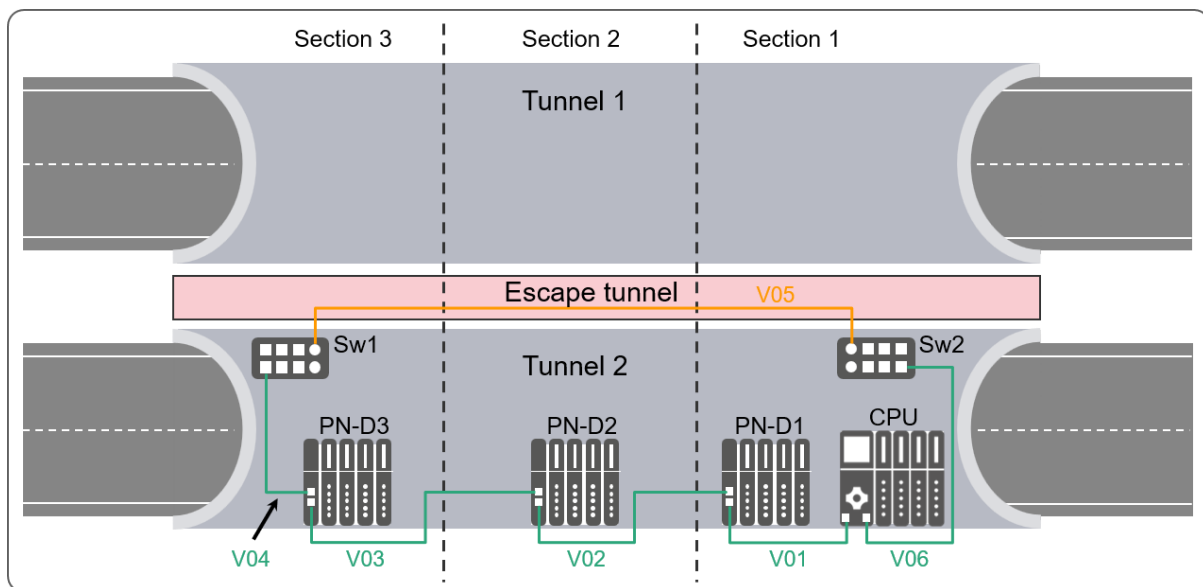 Section 3
Section 2
Section 1
Tunnel 1
Escape tunnel
V05
Sw1
Tunnel 2
Sw2
PN-D3
PN-D2
PN-D1
CPU
V04
V03
V02
V01
V06